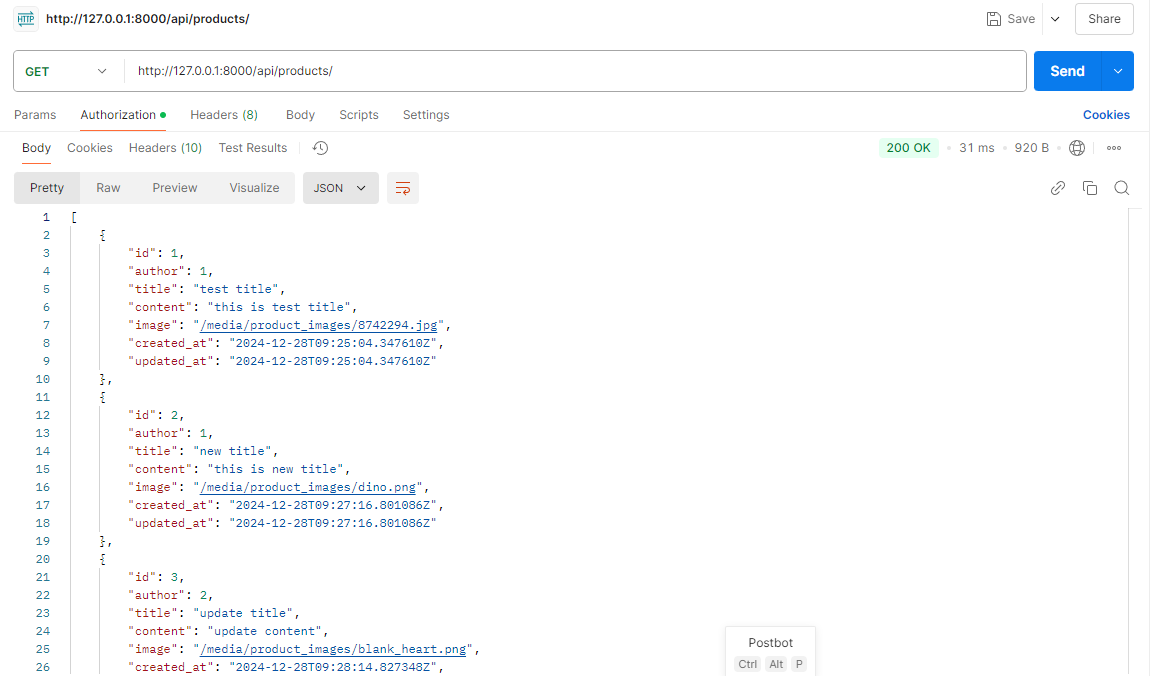 HTTP http://127.0.0.1:8000/api/products/ Save Share
GET http://127.0.0.1:8000/api/products/ Send
Params Authorization Headers (8) Body Scripts Settings Cookies
Body Cookies Headers (10) Test Results 200 OK 31 ms 920 B
Pretty Raw Preview Visualize JSON
1 [
2 {
3 "id": 1,
4 "author": 1,
5 "title": "test title",
6 "content": "this is test title",
7 "image": "/media/product_images/8742294.jpg",
8 "created_at": "2024-12-28T09:25:04.347610Z",
9 "updated_at": "2024-12-28T09:25:04.347610Z"
10 },
11 {
12 "id": 2,
13 "author": 1,
14 "title": "new title",
15 "content": "this is new title",
16 "image": "/media/product_images/dino.png",
17 "created_at": "2024-12-28T09:27:16.801086Z",
18 "updated_at": "2024-12-28T09:27:16.801086Z"
19 },
20 {
21 "id": 3,
22 "author": 2,
23 "title": "update title",
24 "content": "update content",
25 "image": "/media/product_images/blank_heart.png",
26 "created_at": "2024-12-28T09:28:14.827348Z",
Postbot
Ctrl Alt P